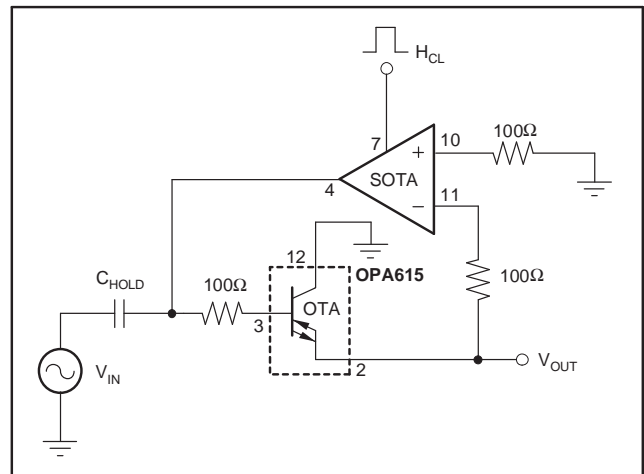 H_CL
7
10
100Ω
+
4
SOTA
11
−
12
OPA615
100Ω
C_HOLD
100Ω
OTA
3
2
V_OUT
V_IN